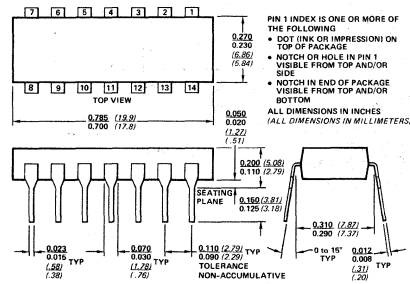 7 6 5 4 3 2 1
8 9 10 11 12 13 14
TOP VIEW
0.270
0.230
(6.86)
(5.84)
PIN 1 INDEX IS ONE OR MORE OF
THE FOLLOWING
• DOT (INK OR IMPRESSION) ON
TOP OF PACKAGE
• NOTCH OR HOLE IN PIN 1
VISIBLE FROM TOP AND/OR
SIDE
• NOTCH IN END OF PACKAGE
VISIBLE FROM TOP AND/OR
BOTTOM
ALL DIMENSIONS IN INCHES
(ALL DIMENSIONS IN MILLIMETERS,
0.785 (19.9)
0.700 (17.8)
0.050
0.020
(1.27)
(.51)
0.200 (5.08)
0.110 (2.79)
SEATING
PLANE
0.150 (3.81)
0.125 (3.18)
0.023
0.015 TYP
(.58)
(.38)
0.070
0.030 TYP
(1.78)
(.76)
0.110 (2.79)
0.090 (2.29) TYP
TOLERANCE
NON-ACCUMULATIVE
0.310 (7.87)
0.290 (7.37)
0 to 15° TYP
0.012
0.008 TYP
(.31)
(.20)